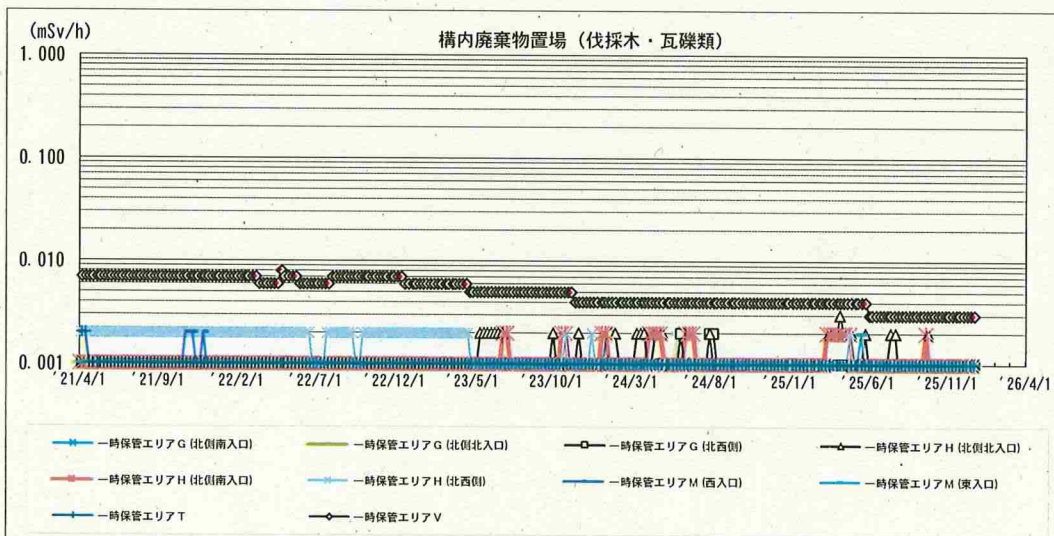 (mSv/h)
構内廃棄物置場（伐採木・瓦礫類）
1.000
0.100
0.010
0.001
'21/4/1 '21/9/1 '22/2/1 '22/7/1 '22/12/1 '23/5/1 '23/10/1 '24/3/1 '24/8/1 '25/1/1 '25/6/1 '25/11/1 '26/4/1
一時保管エリアG(北側南入口) 一時保管エリアG(北側北入口) 一時保管エリアG(北西側) 一時保管エリアH(北側北入口)
一時保管エリアH(北側南入口) 一時保管エリアH(北西側) 一時保管エリアM(西入口) 一時保管エリアM(東入口)
一時保管エリアT 一時保管エリアV